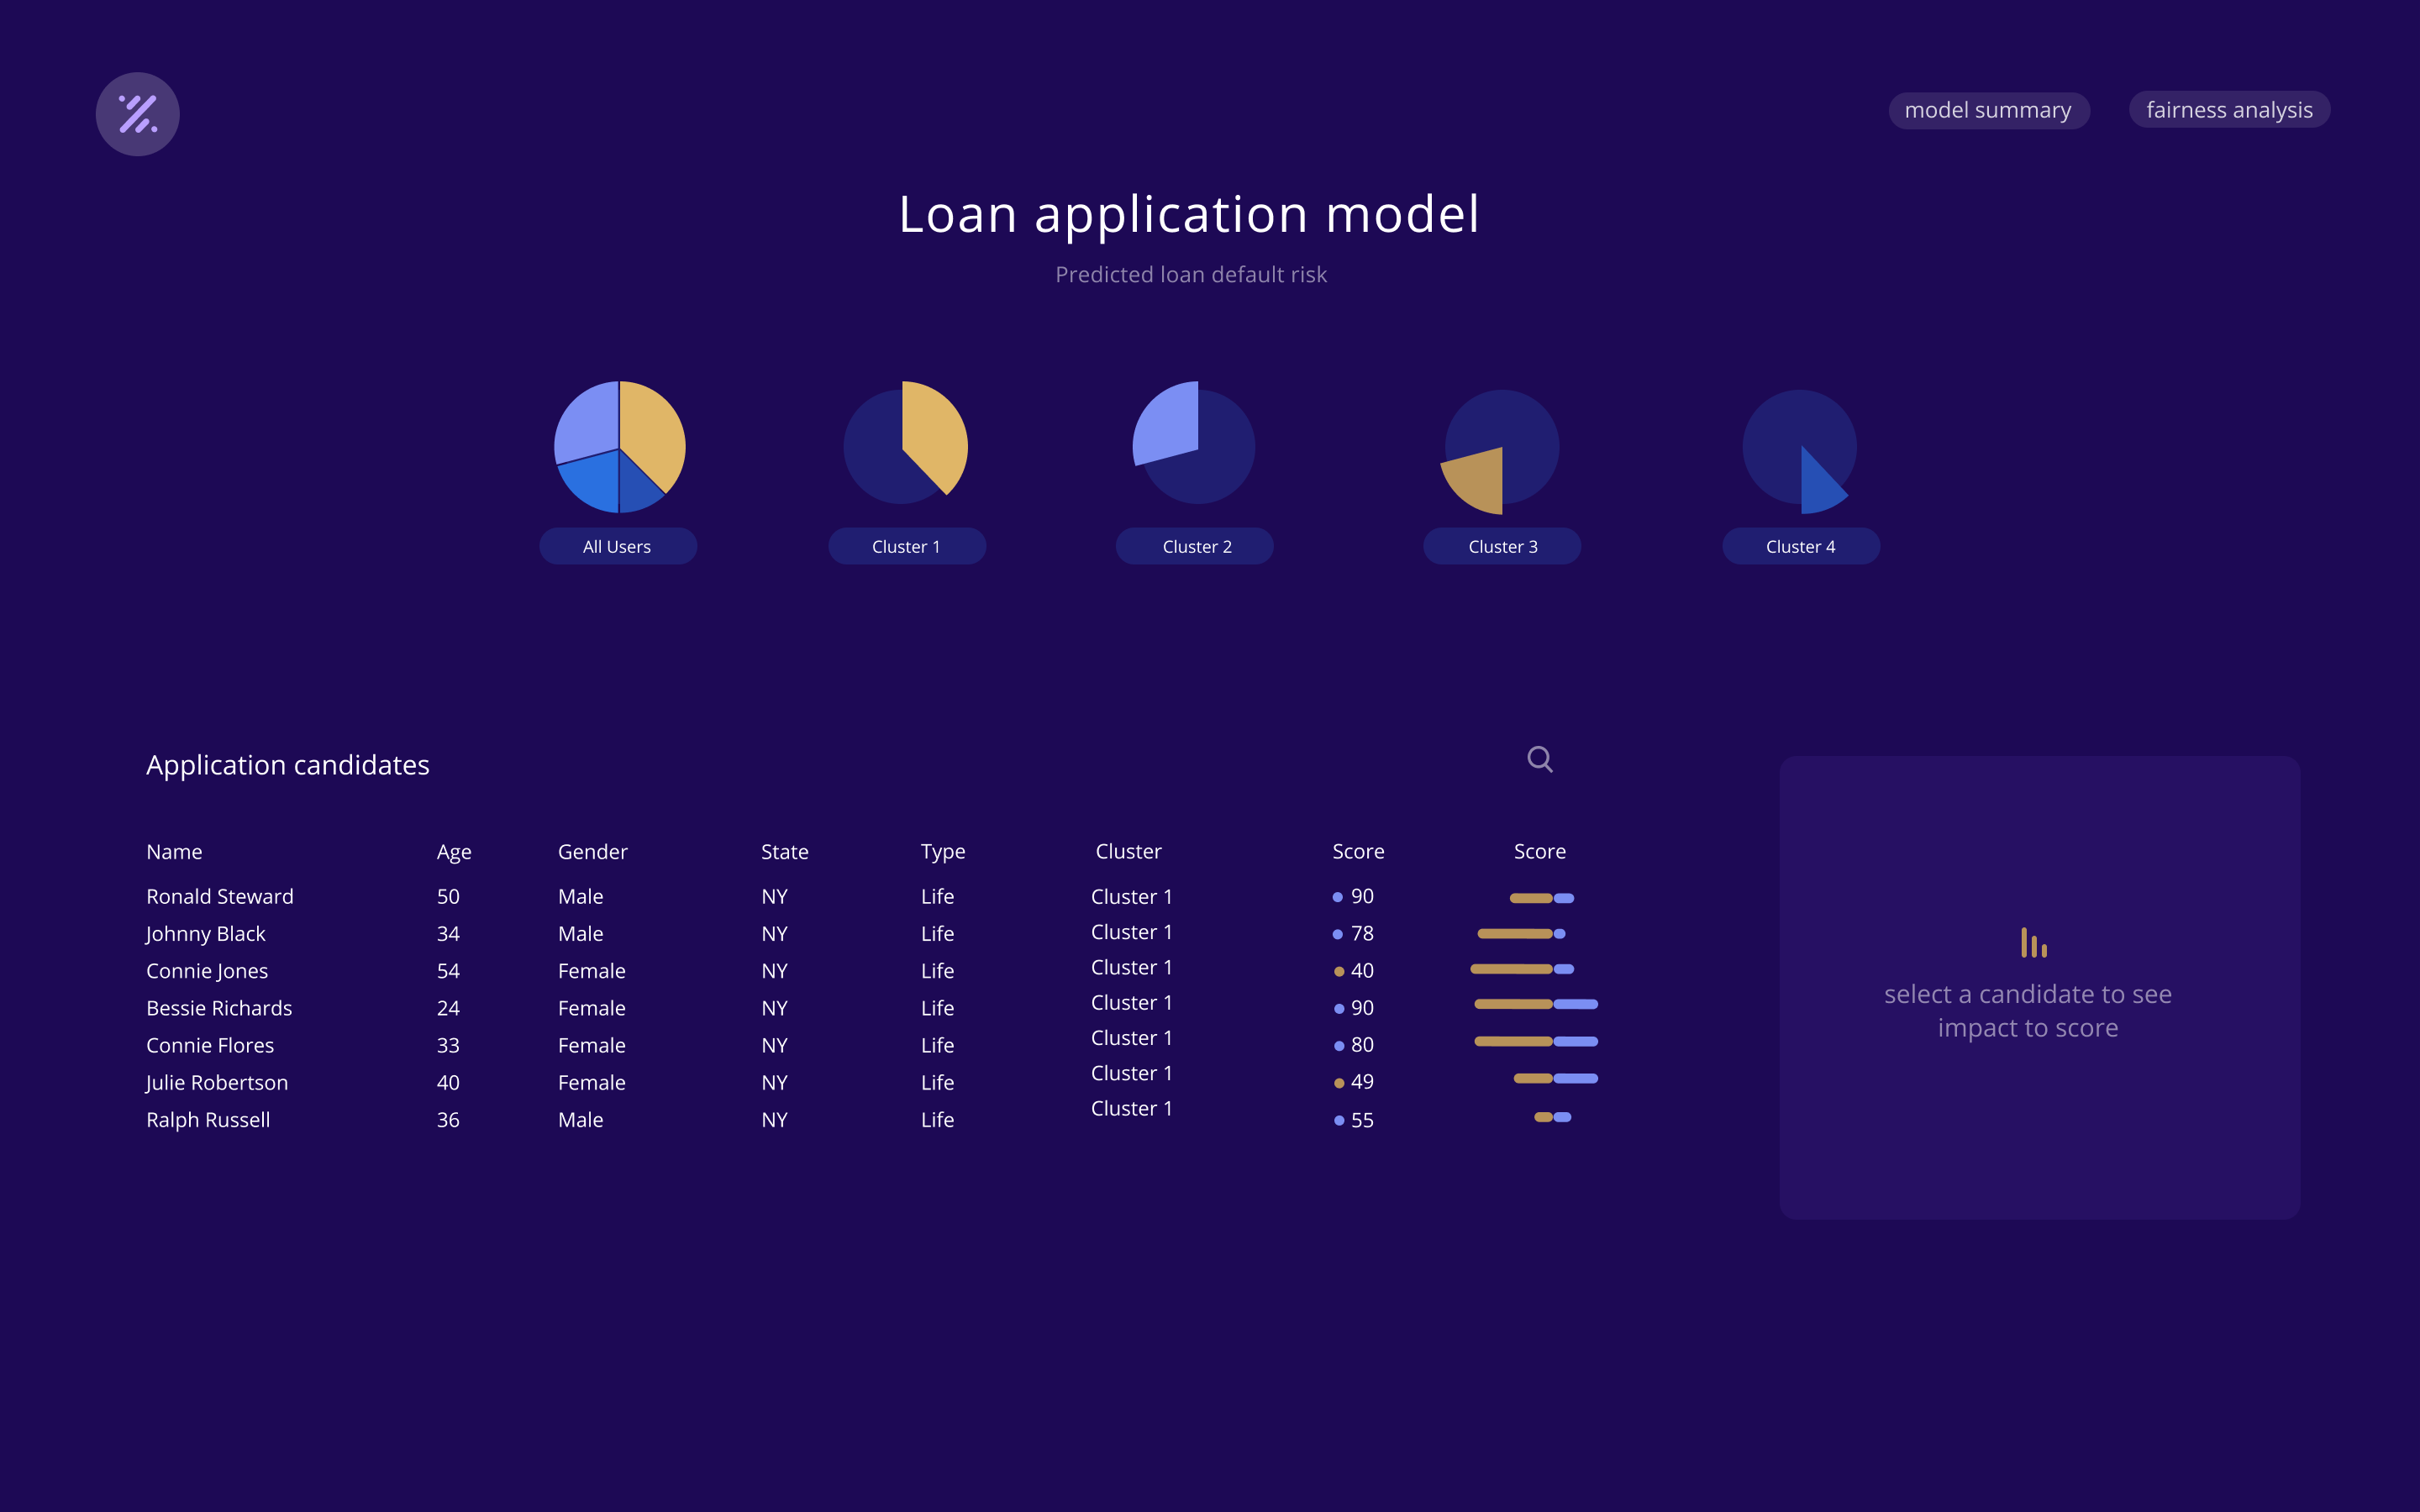 model summary
fairness analysis
Loan application model
Predicted loan default risk
All Users
Cluster 1
Cluster 2
Cluster 3
Cluster 4
Application candidates
Name Age Gender State Type Cluster Score Score
Ronald Steward 50 Male NY Life Cluster 1 90
Johnny Black 34 Male NY Life Cluster 1 78
Connie Jones 54 Female NY Life Cluster 1 40
Bessie Richards 24 Female NY Life Cluster 1 90
Connie Flores 33 Female NY Life Cluster 1 80
Julie Robertson 40 Female NY Life Cluster 1 49
Ralph Russell 36 Male NY Life Cluster 1 55
select a candidate to see
impact to score